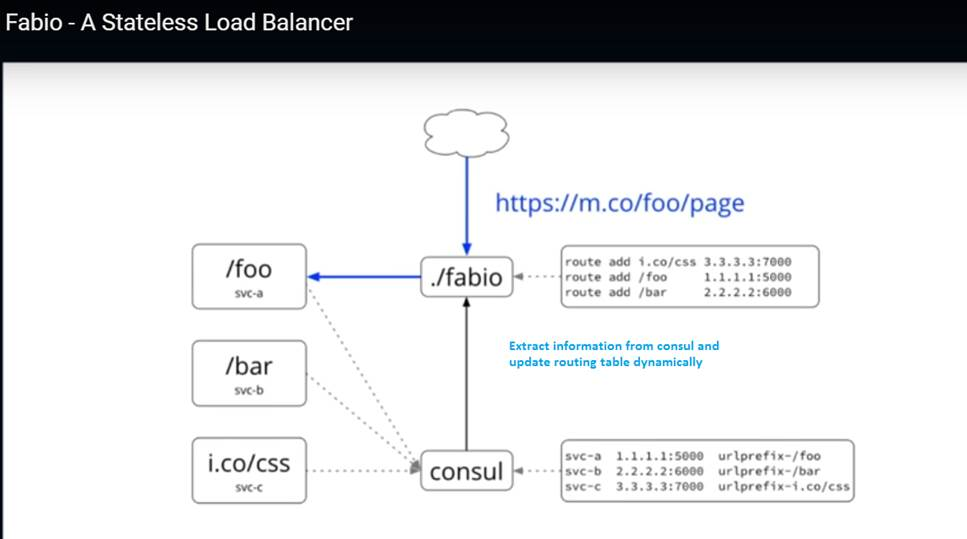 Fabio - A Stateless Load Balancer
https://m.co/foo/page
/foo
svc-a
./fabio
route add i.co/css 3.3.3.3:7000
route add /foo 1.1.1.1:5000
route add /bar 2.2.2.2:6000
Extract information from consul and
update routing table dynamically
/bar
svc-b
i.co/css
svc-c
consul
svc-a 1.1.1.1:5000 urlprefix-/foo
svc-b 2.2.2.2:6000 urlprefix-/bar
svc-c 3.3.3.3:7000 urlprefix-i.co/css